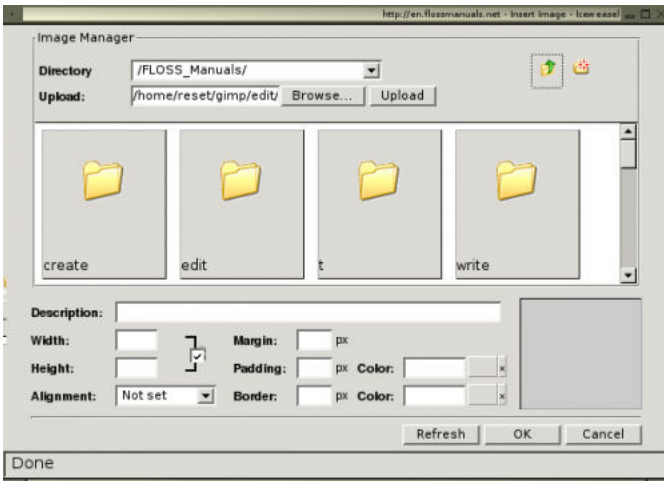 http://en.flossmanuals.net - Insert Image - Iceweasel
Image Manager
Directory /FLOSS_Manuals/
Upload: /home/reset/gimp/edit/ Browse... Upload
create edit t write
Description:
Width: Margin: px
Height: Padding: px Color: x
Alignment: Not set Border: px Color: x
Refresh OK Cancel
Done